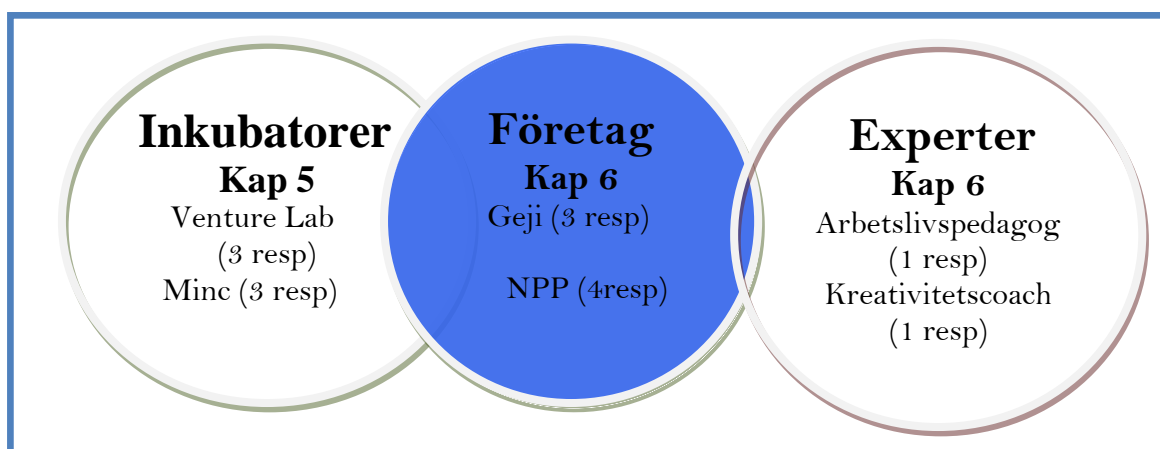 Inkubatorer
Kap 5
Venture Lab
(3 resp)
Minc (3 resp)
Företag
Kap 6
Geji (3 resp)
NPP (4resp)
Experter
Kap 6
Arbetslivspedagog
(1 resp)
Kreativitetscoach
(1 resp)